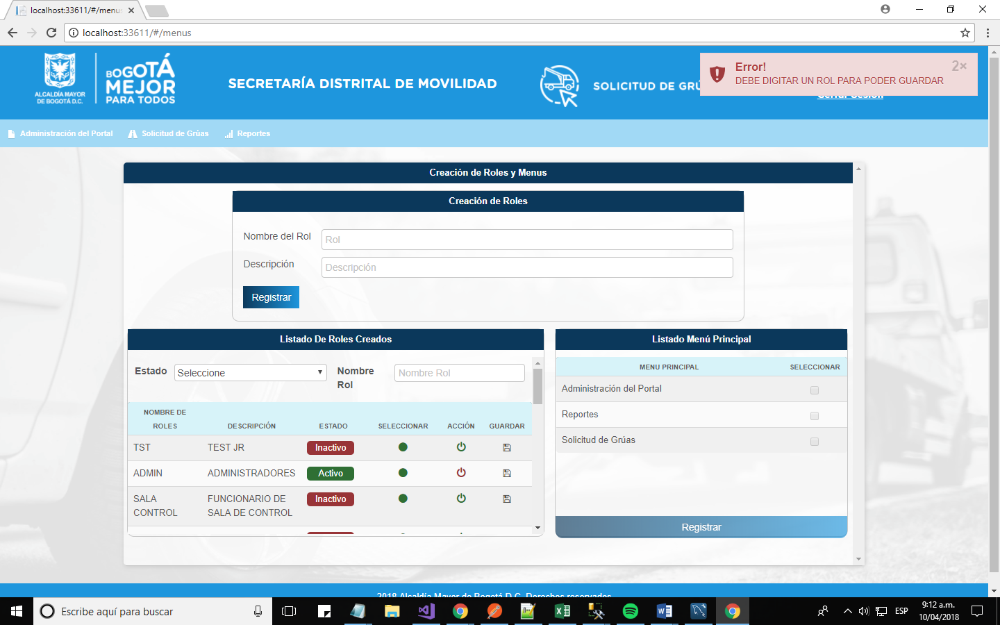 localhost:33611/#/menus
localhost:33611/#/menus
ALCALDÍA MAYOR
DE BOGOTÁ D.C.
BOGOTÁ
MEJOR
PARA TODOS
SECRETARÍA DISTRITAL DE MOVILIDAD
SOLICITUD DE GRÚ
Error!
2×
DEBE DIGITAR UN ROL PARA PODER GUARDAR
Cerrar Sesión
Administración del Portal
Solicitud de Grúas
Reportes
Creación de Roles y Menus
Creación de Roles
Nombre del Rol
Rol
Descripción
Descripción
Registrar
Listado De Roles Creados
Estado
Seleccione
Nombre
Rol
Nombre Rol
NOMBRE DE
ROLES
DESCRIPCIÓN
ESTADO
SELECCIONAR
ACCIÓN
GUARDAR
TST
TEST JR
Inactivo
ADMIN
ADMINISTRADORES
Activo
SALA
CONTROL
FUNCIONARIO DE
SALA DE CONTROL
Inactivo
Listado Menú Principal
MENU PRINCIPAL
SELECCIONAR
Administración del Portal
Reportes
Solicitud de Grúas
Registrar
2018 Alcaldía Mayor de Bogotá D.C. Derechos reservados
Escribe aquí para buscar
ESP
9:12 a.m.
10/04/2018